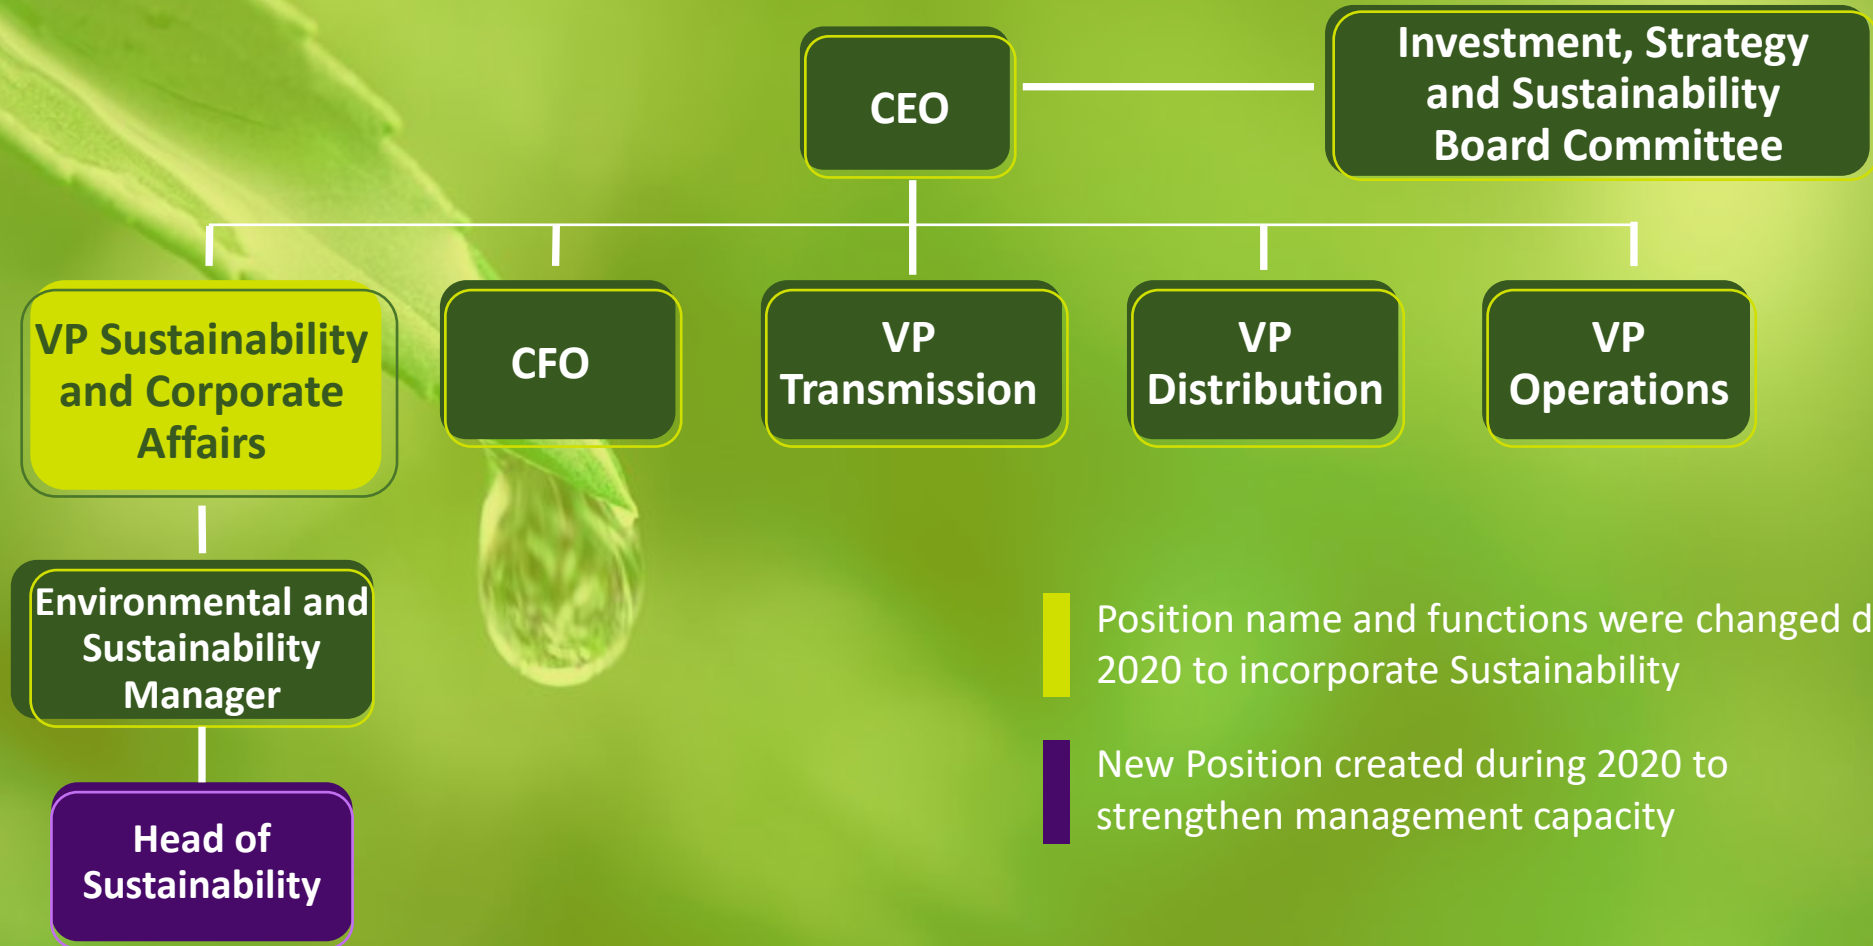 CEO
Investment, Strategy
and Sustainability
Board Committee
VP Sustainability
and Corporate
Affairs
CFO
VP
Transmission
VP
Distribution
VP
Operations
Environmental and
Sustainability
Manager
Head of
Sustainability
Position name and functions were changed
2020 to incorporate Sustainability
New Position created during 2020 to
strengthen management capacity